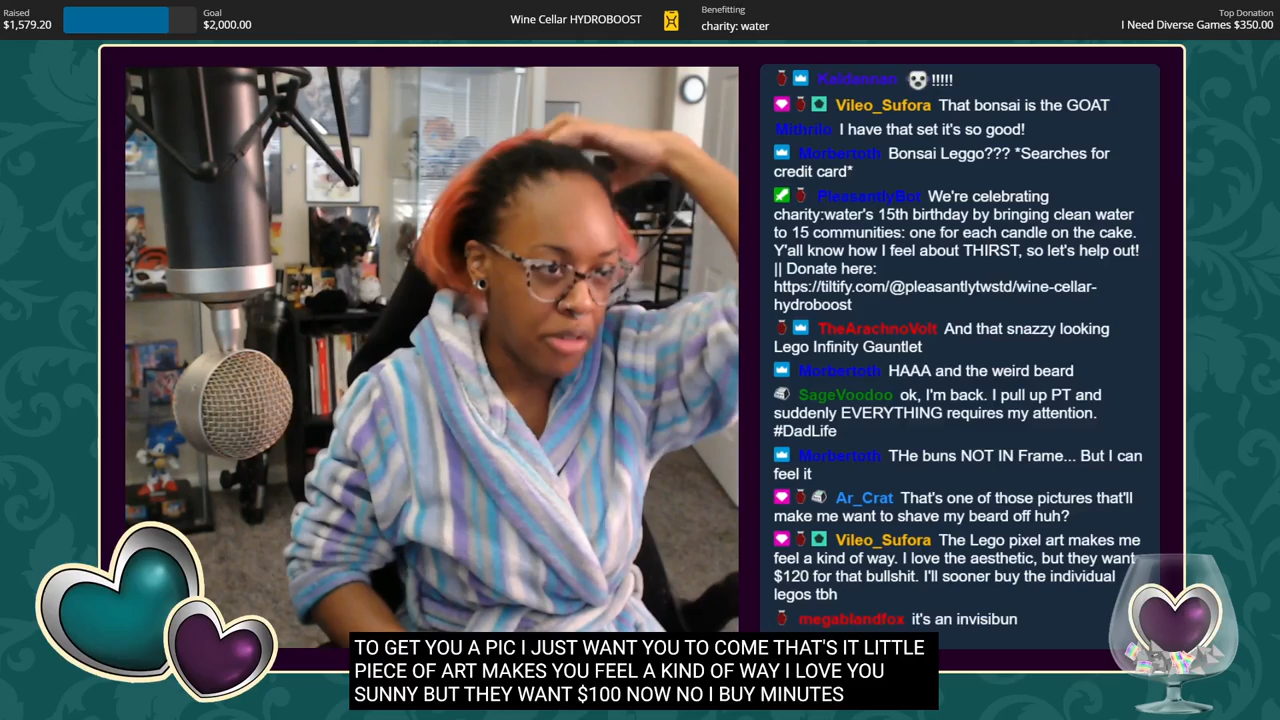 Raised
$1,579.20
Goal
$2,000.00
Wine Cellar HYDROBOOST
Benefitting
charity: water
Top Donation
I Need Diverse Games $350.00
Keldannan !!!!!
Vileo_Sufora That bonsai is the GOAT
Mithrilo I have that set it's so good!
Morbertoth Bonsai Leggo??? *Searches for
credit card*
PleasantlyBot We're celebrating
charity:water's 15th birthday by bringing clean water
to 15 communities: one for each candle on the cake.
Y'all know how I feel about THIRST, so let's help out!
|| Donate here:
https://tiltify.com/@pleasantlytwstd/wine-cellar-
hydroboost
TheArachnoVolt And that snazzy looking
Lego Infinity Gauntlet
Morbertoth HAAA and the weird beard
SageVoodoo ok, I'm back. I pull up PT and
suddenly EVERYTHING requires my attention.
#DadLife
Morbertoth THe buns NOT IN Frame... But I can
feel it
Ar_Crat That's one of those pictures that'll
make me want to shave my beard off huh?
Vileo_Sufora The Lego pixel art makes me
feel a kind of way. I love the aesthetic, but they want
$120 for that bullshit. I'll sooner buy the individual
legos tbh
megablandfox it's an invisibun
TO GET YOU A PIC I JUST WANT YOU TO COME THAT'S IT LITTLE
PIECE OF ART MAKES YOU FEEL A KIND OF WAY I LOVE YOU
SUNNY BUT THEY WANT $100 NOW NO I BUY MINUTES